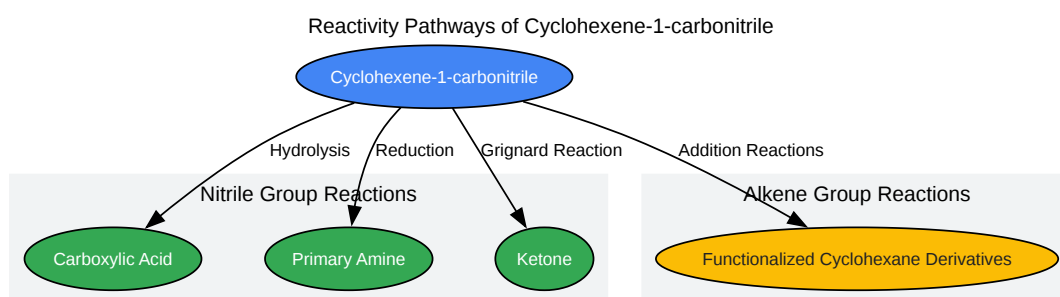 Reactivity Pathways of Cyclohexene-1-carbonitrile
Cyclohexene-1-carbonitrile
Hydrolysis
Reduction
Grignard Reaction
Addition Reactions
Nitrile Group Reactions
Alkene Group Reactions
Carboxylic Acid
Primary Amine
Ketone
Functionalized Cyclohexane Derivatives